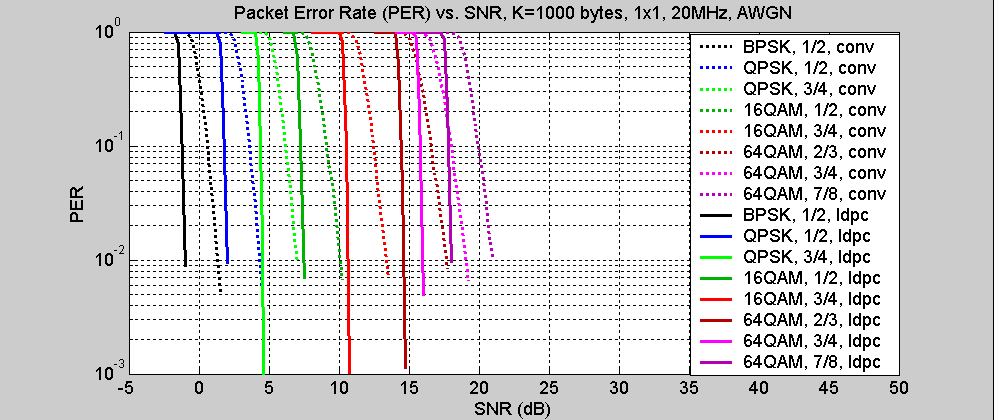 Packet Error Rate (PER) vs. SNR, K=1000 bytes, 1x1, 20MHz, AWGN
10^0
10^-1
10^-2
10^-3
PER
-5 0 5 10 15 20 25 30 35 40 45 50
SNR (dB)
BPSK, 1/2, conv
QPSK, 1/2, conv
QPSK, 3/4, conv
16QAM, 1/2, conv
16QAM, 3/4, conv
64QAM, 2/3, conv
64QAM, 3/4, conv
64QAM, 7/8, conv
BPSK, 1/2, ldpc
QPSK, 1/2, ldpc
QPSK, 3/4, ldpc
16QAM, 1/2, ldpc
16QAM, 3/4, ldpc
64QAM, 2/3, ldpc
64QAM, 3/4, ldpc
64QAM, 7/8, ldpc